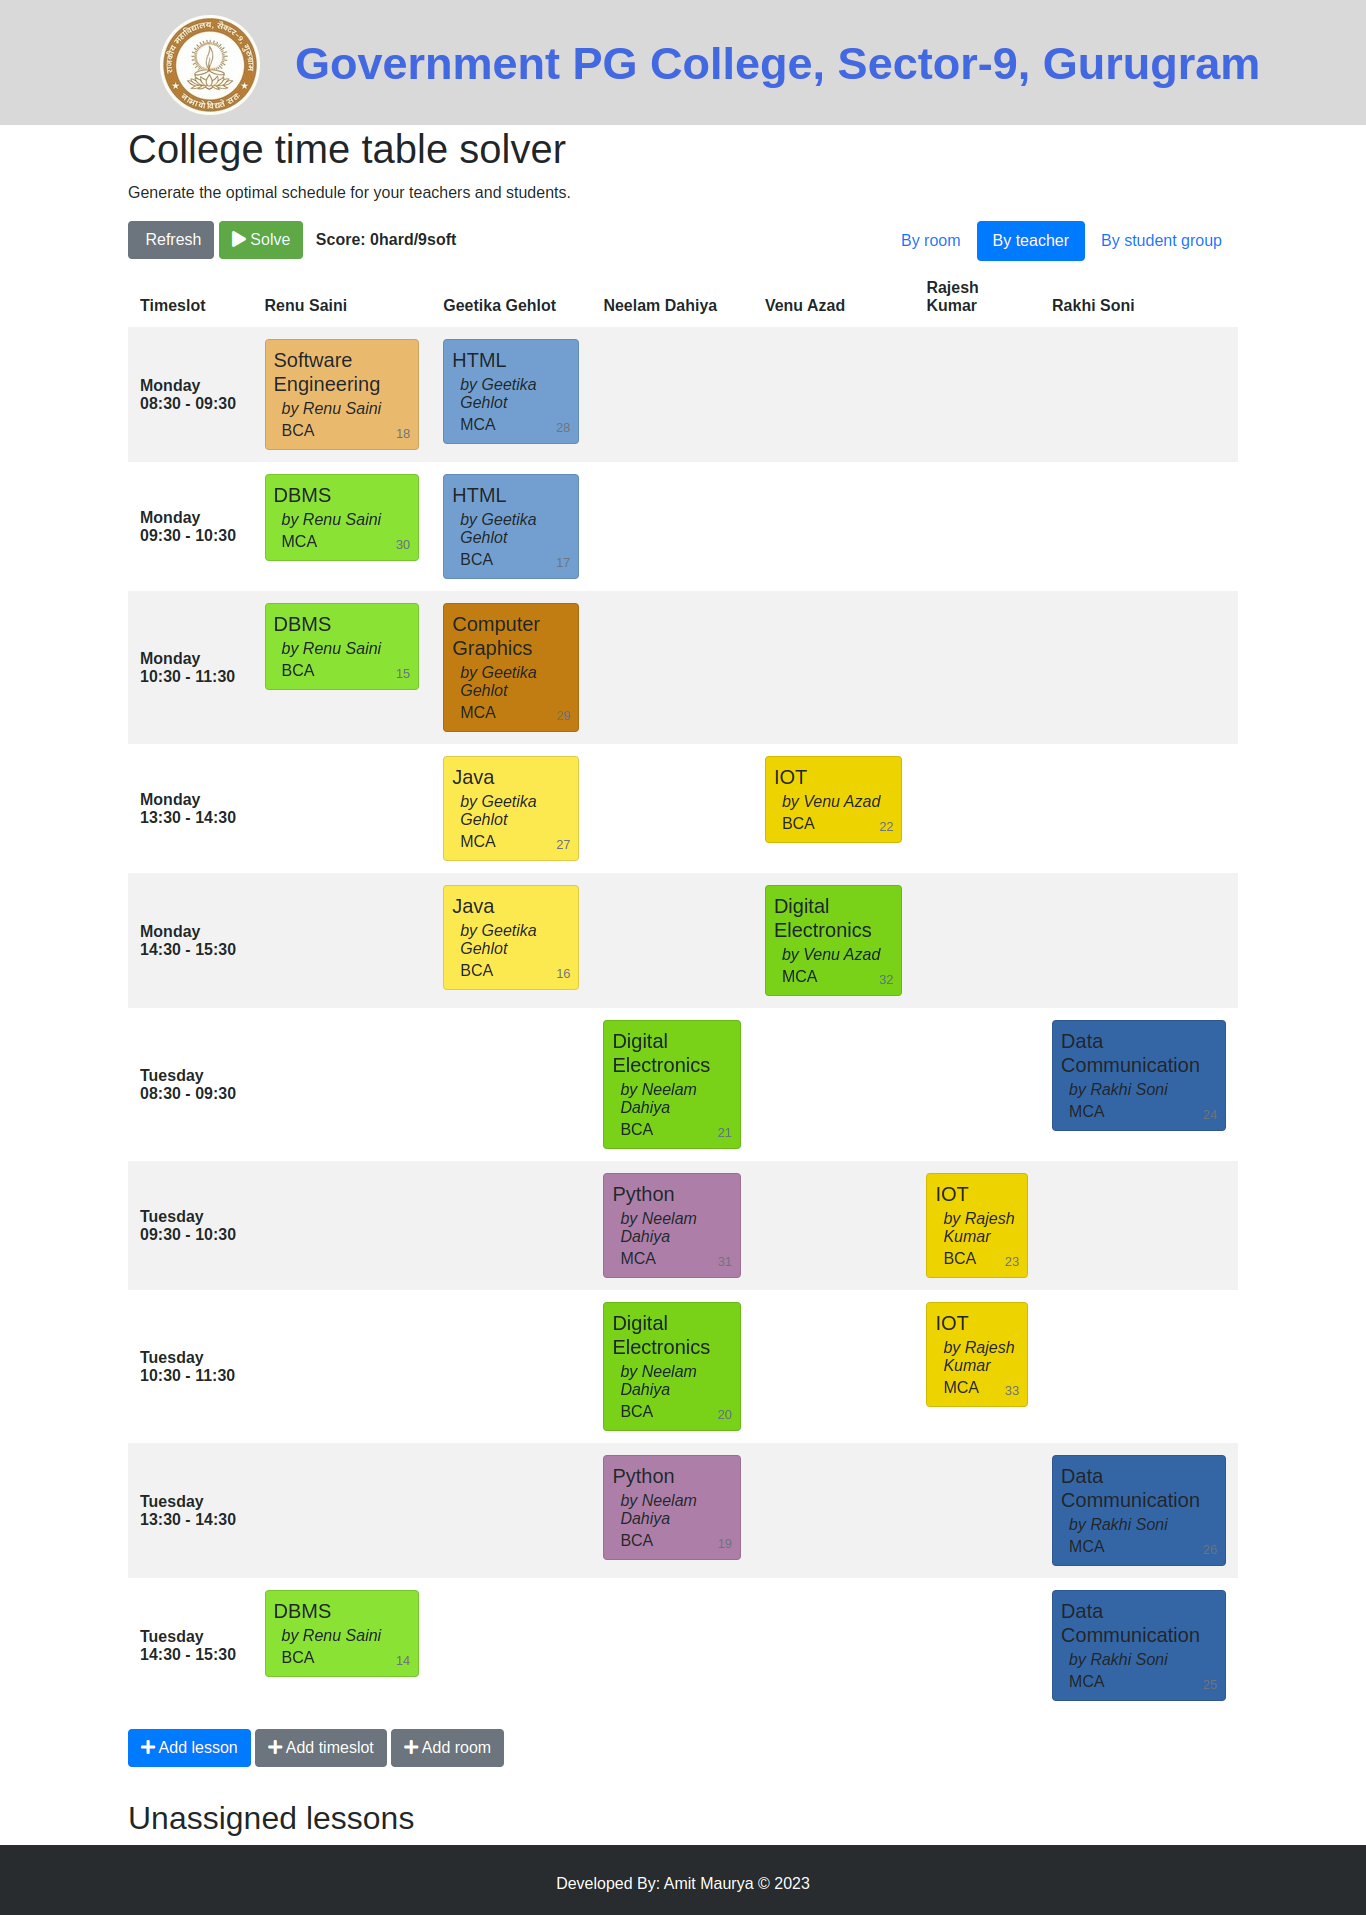 राजकीय महाविद्यालय, सैक्टर-९, गुरुग्राम
Government PG College, Sector-9, Gurugram
College time table solver
Generate the optimal schedule for your teachers and students.
Refresh Solve Score: 0hard/9soft By room By teacher By student group
Timeslot Renu Saini Geetika Gehlot Neelam Dahiya Venu Azad Rajesh Kumar Rakhi Soni
Monday
08:30 - 09:30
Software
Engineering
by Renu Saini
BCA 18
HTML
by Geetika
Gehlot
MCA 28
Monday
09:30 - 10:30
DBMS
by Renu Saini
MCA 30
HTML
by Geetika
Gehlot
BCA 17
Monday
10:30 - 11:30
DBMS
by Renu Saini
BCA 15
Computer
Graphics
by Geetika
Gehlot
MCA 29
Monday
13:30 - 14:30
Java
by Geetika
Gehlot
MCA 27
IOT
by Venu Azad
BCA 22
Monday
14:30 - 15:30
Java
by Geetika
Gehlot
BCA 16
Digital
Electronics
by Venu Azad
MCA 32
Tuesday
08:30 - 09:30
Digital
Electronics
by Neelam
Dahiya
BCA 21
Data
Communication
by Rakhi Soni
MCA 24
Tuesday
09:30 - 10:30
Python
by Neelam
Dahiya
MCA 31
IOT
by Rajesh
Kumar
BCA 23
Tuesday
10:30 - 11:30
Digital
Electronics
by Neelam
Dahiya
BCA 20
IOT
by Rajesh
Kumar
MCA 33
Tuesday
13:30 - 14:30
Python
by Neelam
Dahiya
BCA 19
Data
Communication
by Rakhi Soni
MCA 26
Tuesday
14:30 - 15:30
DBMS
by Renu Saini
BCA 14
Data
Communication
by Rakhi Soni
MCA 25
Add lesson Add timeslot Add room
Unassigned lessons
Developed By: Amit Maurya © 2023